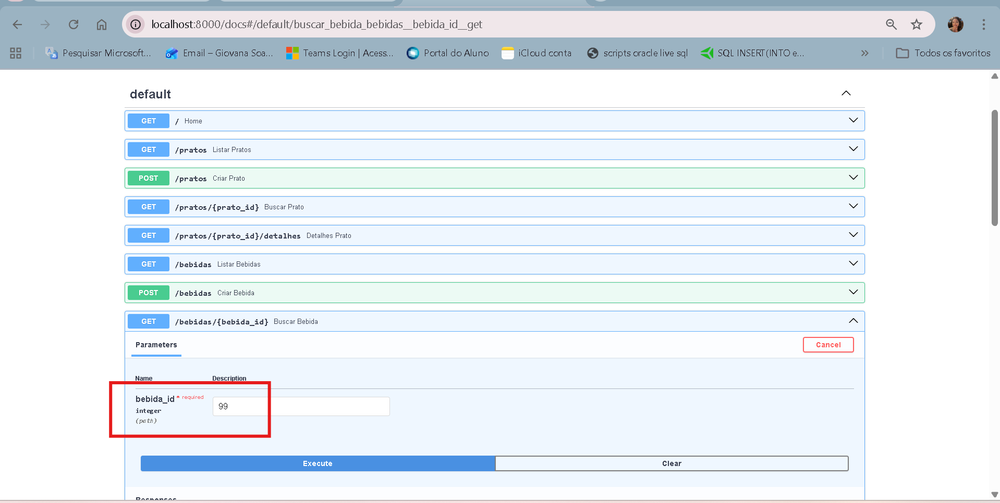 localhost:8000/docs#/default/buscar_bebida_bebidas__bebida_id__get
Pesquisar Microsoft... Email – Giovana Soa... Teams Login | Acess... Portal do Aluno iCloud conta scripts oracle live sql SQL INSERT(INTO e... » Todos os favoritos
default
GET / Home
GET /pratos Listar Pratos
POST /pratos Criar Prato
GET /pratos/{prato_id} Buscar Prato
GET /pratos/{prato_id}/detalhes Detalhes Prato
GET /bebidas Listar Bebidas
POST /bebidas Criar Bebida
GET /bebidas/{bebida_id} Buscar Bebida
Parameters Cancel
Name Description
bebida_id * required 99
integer
(path)
Execute Clear
Responses